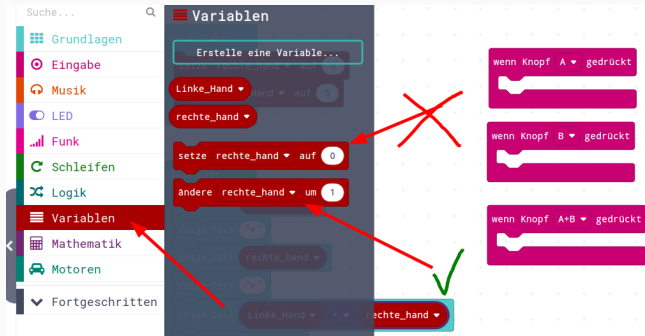 Suche...
Grundlagen
Eingabe
Musik
LED
Funk
Schleifen
Logik
Variablen
Mathematik
Motoren
Fortgeschritten
Variablen
Erstelle eine Variable...
Linke_Hand
rechte_hand
setze rechte_hand auf 0
ändere rechte_hand um 1
rechte_hand
Linke_Hand + rechte_hand
wenn Knopf A gedrückt
wenn Knopf B gedrückt
wenn Knopf A+B gedrückt